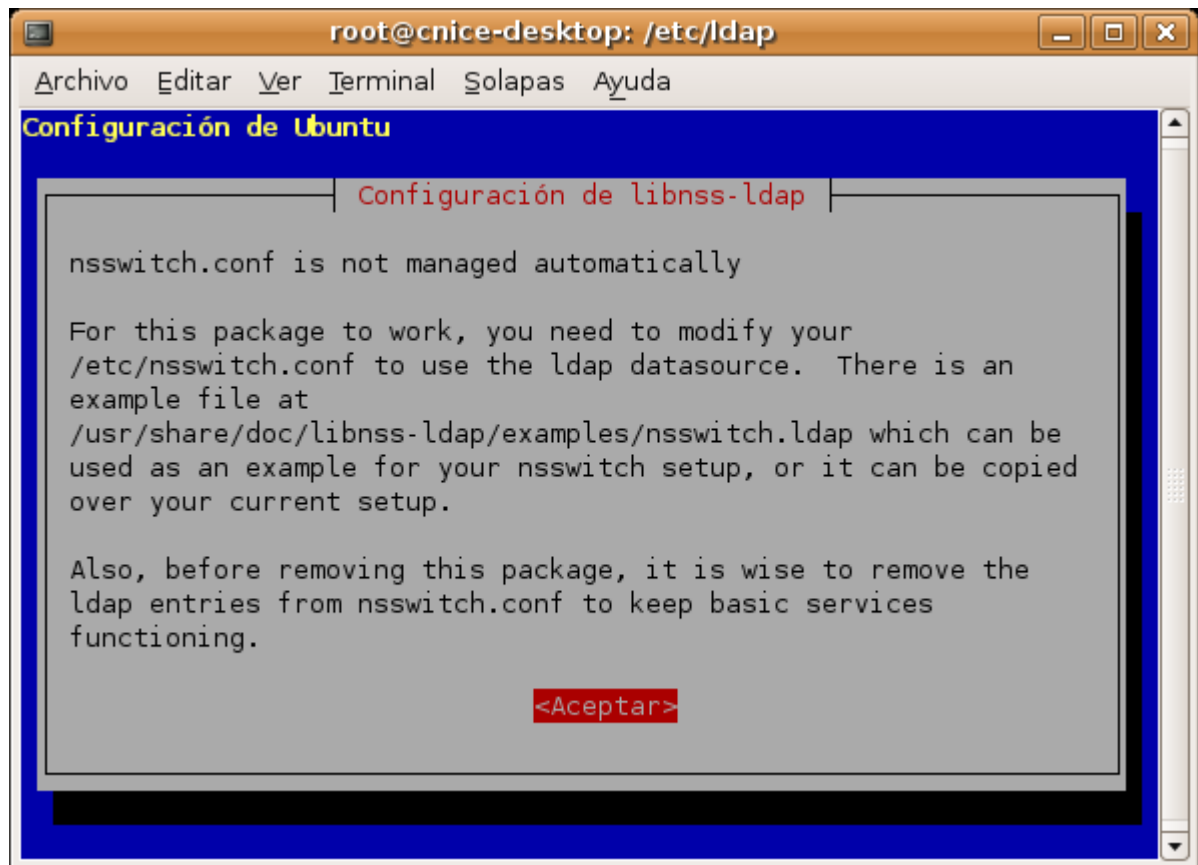 root@cnice-desktop: /etc/ldap
Archivo Editar Ver Terminal Solapas Ayuda
Configuración de Ubuntu
Configuración de libnss-ldap
nsswitch.conf is not managed automatically
For this package to work, you need to modify your
/etc/nsswitch.conf to use the ldap datasource.  There is an
example file at
/usr/share/doc/libnss-ldap/examples/nsswitch.ldap which can be
used as an example for your nsswitch setup, or it can be copied
over your current setup.
Also, before removing this package, it is wise to remove the
ldap entries from nsswitch.conf to keep basic services
functioning.
<Aceptar>